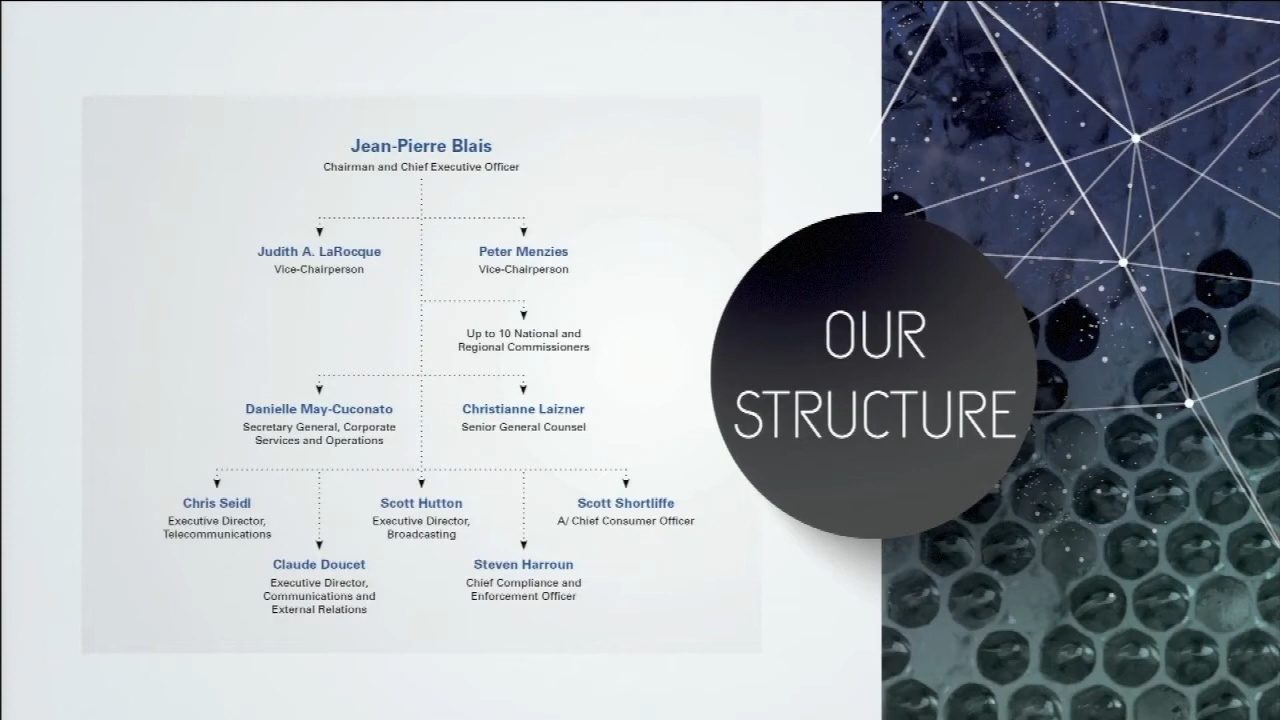 Jean-Pierre Blais
Chairman and Chief Executive Officer
Judith A. LaRocque
Vice-Chairperson
Peter Menzies
Vice-Chairperson
Up to 10 National and
Regional Commissioners
Danielle May-Cuconato
Secretary General, Corporate
Services and Operations
Christianne Laizner
Senior General Counsel
Chris Seidl
Executive Director,
Telecommunications
Scott Hutton
Executive Director,
Broadcasting
Scott Shortliffe
A/ Chief Consumer Officer
Claude Doucet
Executive Director,
Communications and
External Relations
Steven Harroun
Chief Compliance and
Enforcement Officer
OUR
STRUCTURE